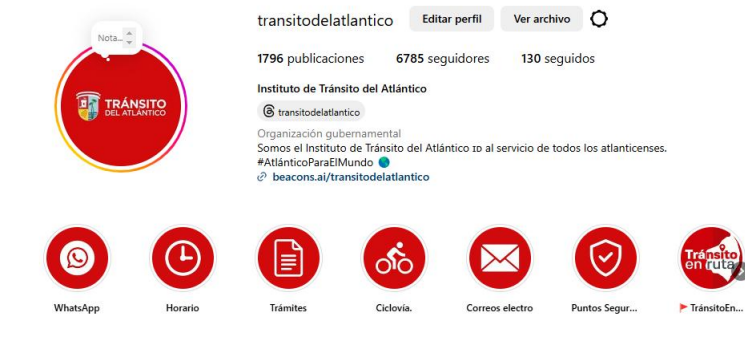 transitodelatlantico Editar perfil Ver archivo
Nota...
1796 publicaciones 6785 seguidores 130 seguidos
Instituto de Tránsito del Atlántico
transitodelatlantico
TRÁNSITO
DEL ATLÁNTICO
Organización gubernamental
Somos el Instituto de Tránsito del Atlántico ID al servicio de todos los atlanticenses.
#AtlánticoParaElMundo
beacons.ai/transitodelatlantico
Tránsito
en ruta
WhatsApp Horario Trámites Ciclovía. Correos electro Puntos Segur... TránsitoEn...